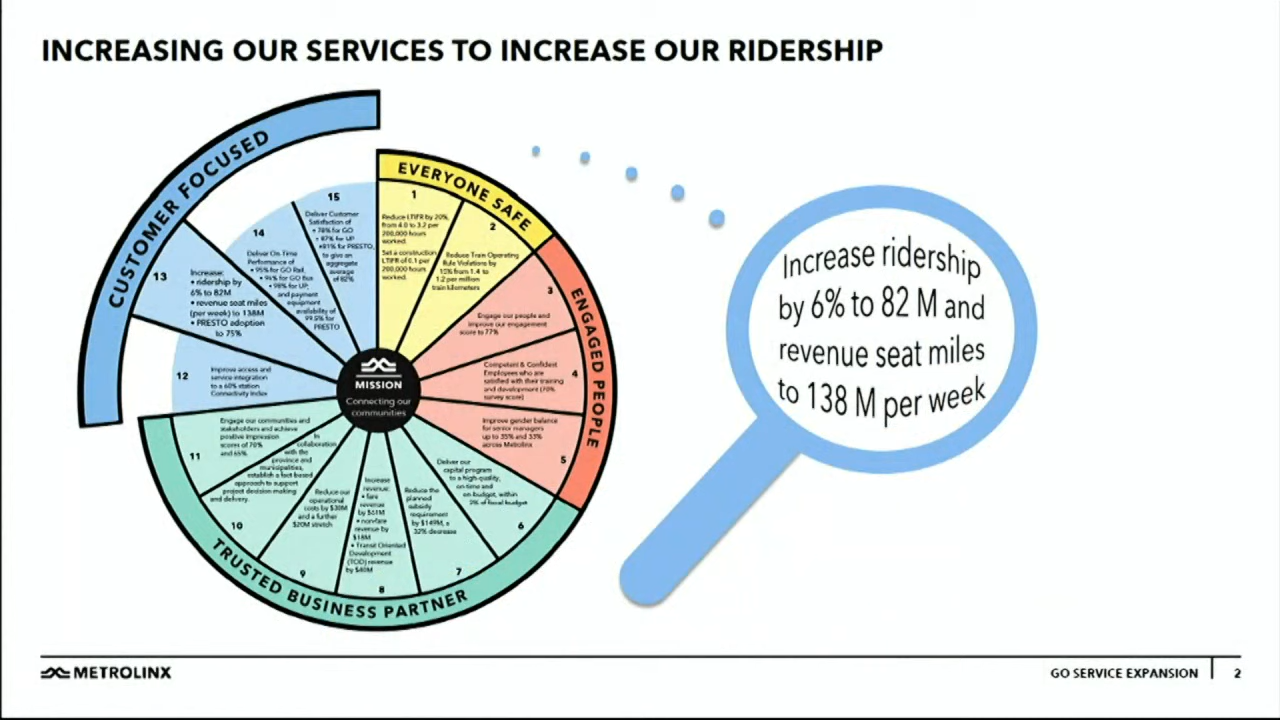 INCREASING OUR SERVICES TO INCREASE OUR RIDERSHIP
CUSTOMER FOCUSED
EVERYONE SAFE
ENGAGED PEOPLE
TRUSTED BUSINESS PARTNER
1
Reduce LTIFR by 20%,
from 4.0 to 3.2 per
200,000 hours
worked.
Set a construction
LTIFR of 0.1 per
200,000 hours
worked.
2
Reduce Train Operating
Rule Violations by
from 1.4 to
1.2 per million
train kilometers
3
Engage our people and
improve our engagement
score to 77%
4
Competent & Confident
Employees who are
satisfied with their training
and development (70%
survey score)
5
Improve gender balance
for senior managers
up to 35% and 33%
across Metrolinx
6
Deliver our
capital program
to a high-quality,
on-time and
on-budget, within
of fiscal budget
7
Reduce the
planned
subsidy
requirement
by $149M, a
32% decrease
8
Increase
revenue:
• fare
revenue
by
• non-fare
revenue by
$18M
• Transit Oriented
Development
(TOD) revenue
by
9
Reduce our
operational
costs by $30M
and a further
$20M stretch
10
In
collaboration
with the
province and
municipalities,
establish a fact based
approach to support
project decision-making
and delivery.
11
Engage our communities and
stakeholders and achieve
positive impression
scores of 70%
and 65%
12
Improve access and
service integration
to a 60% station
Connectivity Index
13
Increase:
• ridership by
6% to 82M
• revenue seat miles
(per week) to 138M
• PRESTO adoption
to 75%
14
Deliver On Time
Performance of
• 95% for GO Rail,
• 96% for GO Bus
• 98% for UP,
and payment
equipment
availability of
99.5% for
PRESTO
15
Deliver Customer
Satisfaction of
• 78% for GO
• 87% for UP
•81% for PRESTO,
to give an
aggregate
average
of 82%
MISSION
Connecting our
communities
Increase ridership
by 6% to 82 M and
revenue seat miles
to 138 M per week
METROLINX
GO SERVICE EXPANSION
2